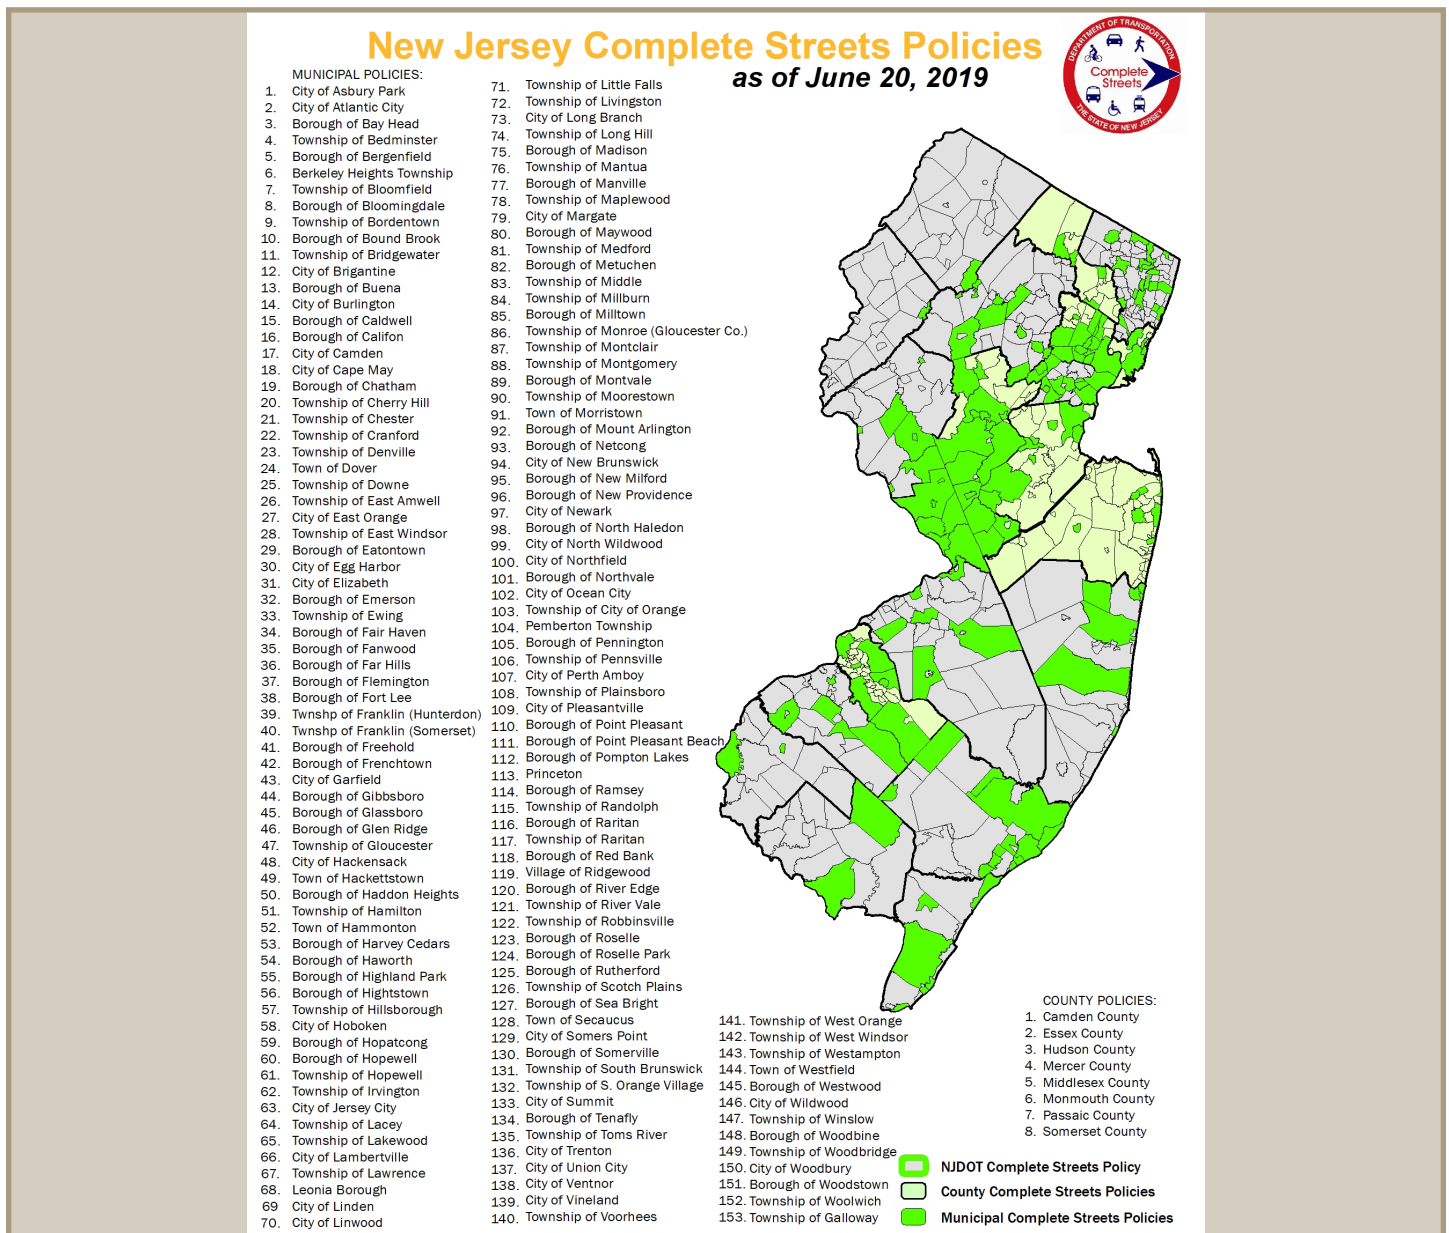 New Jersey Complete Streets Policies
as of June 20, 2019
DEPARTMENT OF TRANSPORTATION
Complete
Streets
THE STATE OF NEW JERSEY
MUNICIPAL POLICIES:
1. City of Asbury Park
2. City of Atlantic City
3. Borough of Bay Head
4. Township of Bedminster
5. Borough of Bergenfield
6. Berkeley Heights Township
7. Township of Bloomfield
8. Borough of Bloomingdale
9. Township of Bordentown
10. Borough of Bound Brook
11. Township of Bridgewater
12. City of Brigantine
13. Borough of Buena
14. City of Burlington
15. Borough of Caldwell
16. Borough of Califon
17. City of Camden
18. City of Cape May
19. Borough of Chatham
20. Township of Cherry Hill
21. Township of Chester
22. Township of Cranford
23. Township of Denville
24. Town of Dover
25. Township of Downe
26. Township of East Amwell
27. City of East Orange
28. Township of East Windsor
29. Borough of Eatontown
30. City of Egg Harbor
31. City of Elizabeth
32. Borough of Emerson
33. Township of Ewing
34. Borough of Fair Haven
35. Borough of Fanwood
36. Borough of Far Hills
37. Borough of Flemington
38. Borough of Fort Lee
39. Twnshp of Franklin (Hunterdon)
40. Twnshp of Franklin (Somerset)
41. Borough of Freehold
42. Borough of Frenchtown
43. City of Garfield
44. Borough of Gibbsboro
45. Borough of Glassboro
46. Borough of Glen Ridge
47. Township of Gloucester
48. City of Hackensack
49. Town of Hackettstown
50. Borough of Haddon Heights
51. Township of Hamilton
52. Town of Hammonton
53. Borough of Harvey Cedars
54. Borough of Haworth
55. Borough of Highland Park
56. Borough of Hightstown
57. Township of Hillsborough
58. City of Hoboken
59. Borough of Hopatcong
60. Borough of Hopewell
61. Township of Hopewell
62. Township of Irvington
63. City of Jersey City
64. Township of Lacey
65. Township of Lakewood
66. City of Lambertville
67. Township of Lawrence
68. Leonia Borough
69 City of Linden
70. City of Linwood
71. Township of Little Falls
72. Township of Livingston
73. City of Long Branch
74. Township of Long Hill
75. Borough of Madison
76. Township of Mantua
77. Borough of Manville
78. Township of Maplewood
79. City of Margate
80. Borough of Maywood
81. Township of Medford
82. Borough of Metuchen
83. Township of Middle
84. Township of Millburn
85. Borough of Milltown
86. Township of Monroe (Gloucester Co.)
87. Township of Montclair
88. Township of Montgomery
89. Borough of Montvale
90. Township of Moorestown
91. Town of Morristown
92. Borough of Mount Arlington
93. Borough of Netcong
94. City of New Brunswick
95. Borough of New Milford
96. Borough of New Providence
97. City of Newark
98. Borough of North Haledon
99. City of North Wildwood
100. City of Northfield
101. Borough of Northvale
102. City of Ocean City
103. Township of City of Orange
104. Pemberton Township
105. Borough of Pennington
106. Township of Pennsville
107. City of Perth Amboy
108. Township of Plainsboro
109. City of Pleasantville
110. Borough of Point Pleasant
111. Borough of Point Pleasant Beach
112. Borough of Pompton Lakes
113. Princeton
114. Borough of Ramsey
115. Township of Randolph
116. Borough of Raritan
117. Township of Raritan
118. Borough of Red Bank
119. Village of Ridgewood
120. Borough of River Edge
121. Township of River Vale
122. Township of Robbinsville
123. Borough of Roselle
124. Borough of Roselle Park
125. Borough of Rutherford
126. Township of Scotch Plains
127. Borough of Sea Bright
128. Town of Secaucus
129. City of Somers Point
130. Borough of Somerville
131. Township of South Brunswick
132. Township of S. Orange Village
133. City of Summit
134. Borough of Tenafly
135. Township of Toms River
136. City of Trenton
137. City of Union City
138. City of Ventnor
139. City of Vineland
140. Township of Voorhees
141. Township of West Orange
142. Township of West Windsor
143. Township of Westampton
144. Town of Westfield
145. Borough of Westwood
146. City of Wildwood
147. Township of Winslow
148. Borough of Woodbine
149. Township of Woodbridge
150. City of Woodbury
151. Borough of Woodstown
152. Township of Woolwich
153. Township of Galloway
COUNTY POLICIES:
1. Camden County
2. Essex County
3. Hudson County
4. Mercer County
5. Middlesex County
6. Monmouth County
7. Passaic County
8. Somerset County
NJDOT Complete Streets Policy
County Complete Streets Policies
Municipal Complete Streets Policies